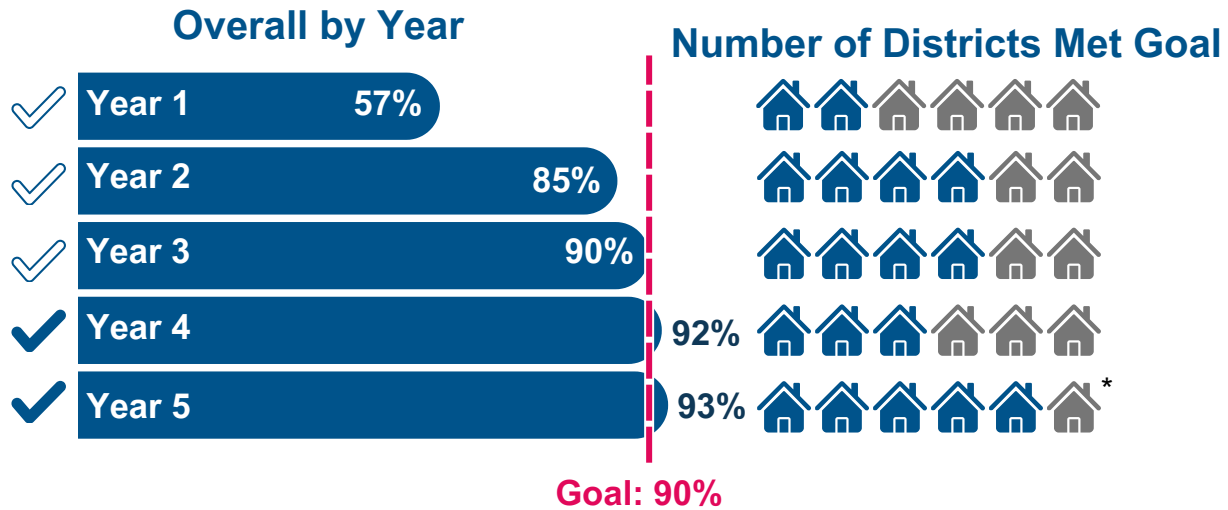 Overall by Year
Number of Districts Met Goal
Year 1 57%
Year 2 85%
Year 3 90%
Year 4 92%
Year 5 93% *
Goal: 90%